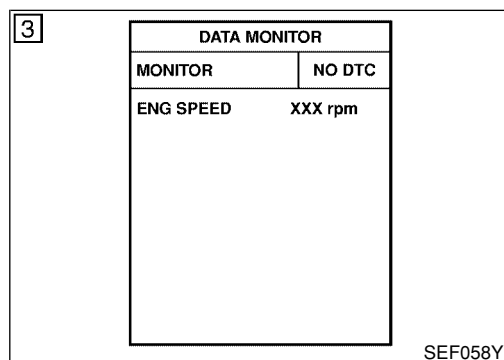 3
DATA MONITOR
MONITOR NO DTC
ENG SPEED XXX rpm
SEF058Y